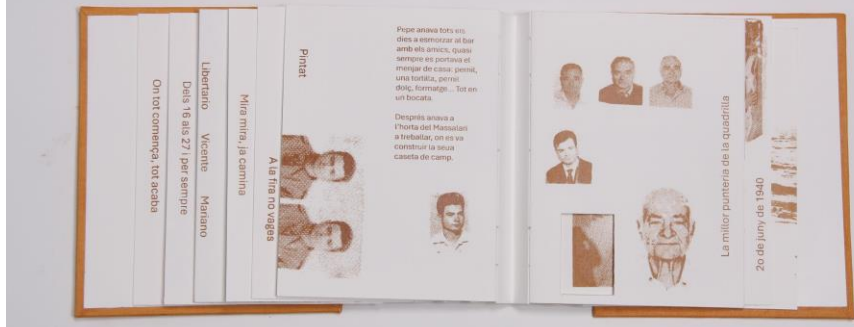 On tot comença, tot acaba
Dels 16 als 27 i per sempre
Libertario Vicente Mariano
Mira mira, ja camina
A la fira no vages
Pintat
Pepe anava tots els
dies a esmorzar al bar
amb els amics, quasi
sempre es portava el
menjar de casa: pernil,
una tortilla, pernil
dolç, formatge... Tot en
un bocata.
Després anava a
l'horta del Massalari
a treballar, on es va
construir la seua
caseta de camp.
La millor punteria de la quadrilla
2o de juny de 1940